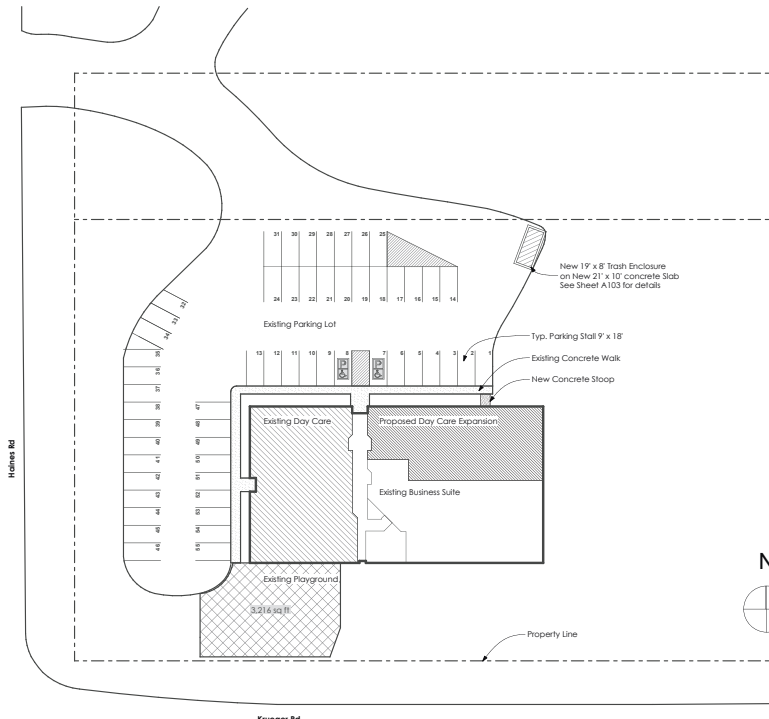 31 30 29 28 27 26 25
24 23 22 21 20 19 18 17 16 15 14
New 19' x 8' Trash Enclosure
on New 21' x 10' concrete Slab
See Sheet A103 for details
Existing Parking Lot
32
33
34
Typ. Parking Stall 9' x 18'
13 12 11 10 9 8 7 6 5 4 3 2 1
P
P
Existing Concrete Walk
New Concrete Stoop
35
36
37
38
39
40
41
42
43
44
45
46
47
48
49
50
51
52
53
54
55
Existing Day Care
Proposed Day Care Expansion
Existing Business Suite
Haines Rd
Existing Playground
3,216 sq ft
N
Property Line
Krueger Rd